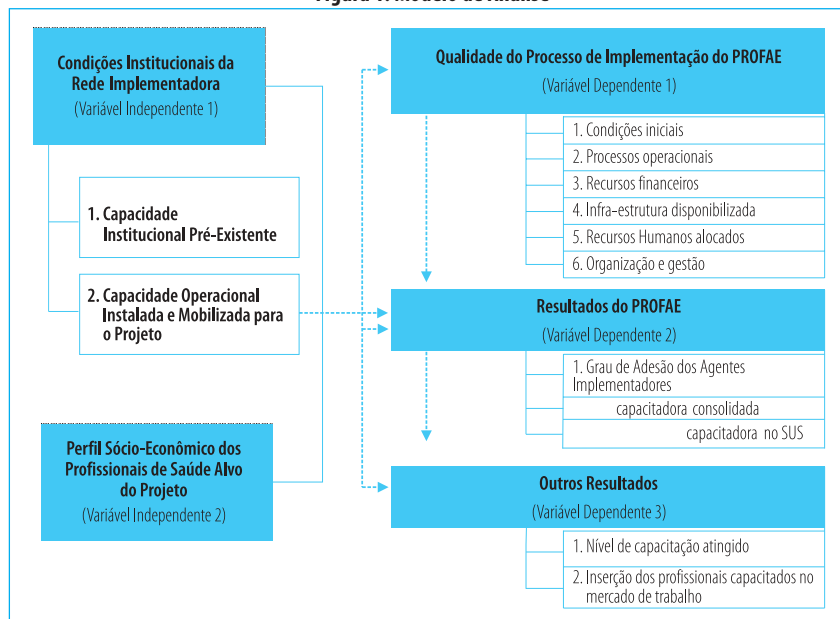 Figura 1. Modelo de Análise
Condições Institucionais da
Rede Implementadora
(Variável Independente 1)
1. Capacidade
Institucional Pré-Existente
2. Capacidade Operacional
Instalada e Mobilizada para
o Projeto
Perfil Sócio-Econômico dos
Profissionais de Saúde Alvo
do Projeto
(Variável Independente 2)
Qualidade do Processo de Implementação do PROFAE
(Variável Dependente 1)
1. Condições iniciais
2. Processos operacionais
3. Recursos financeiros
4. Infra-estrutura disponibilizada
5. Recursos Humanos alocados
6. Organização e gestão
Resultados do PROFAE
(Variável Dependente 2)
1. Grau de Adesão dos Agentes
Implementadores
capacitadora consolidada
capacitadora no SUS
Outros Resultados
(Variável Dependente 3)
1. Nível de capacitação atingido
2. Inserção dos profissionais capacitados no
mercado de trabalho